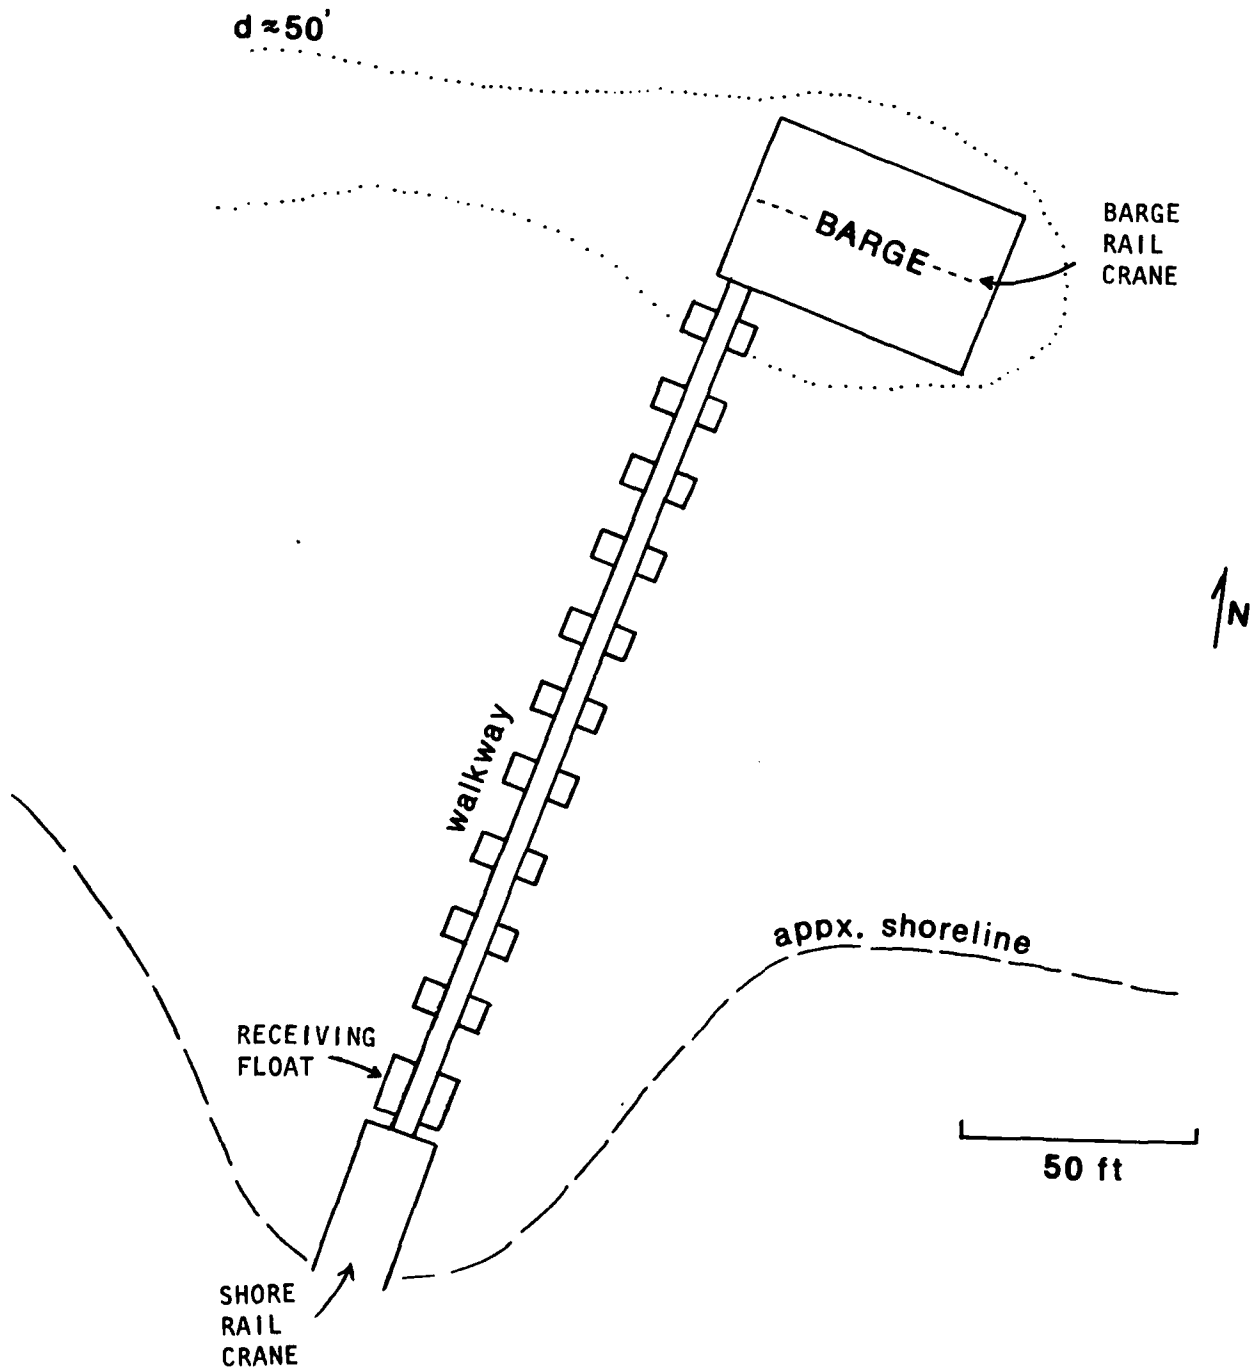 d ≈ 50'
BARGE
BARGE
RAIL
CRANE
N
walkway
appx. shoreline
RECEIVING
FLOAT
50 ft
SHORE
RAIL
CRANE